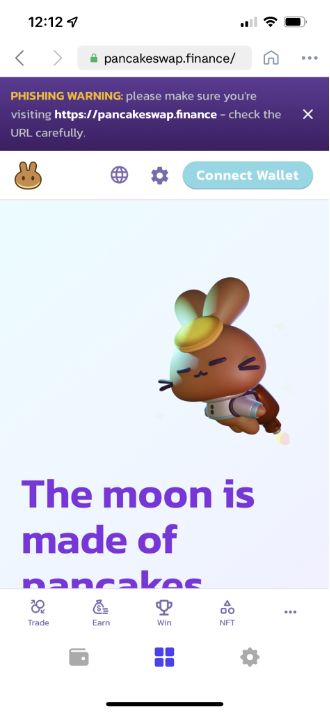 12:12
pancakeswap.finance/
PHISHING WARNING: please make sure you're
visiting https://pancakeswap.finance - check the
URL carefully.
Connect Wallet
The moon is
made of
pancakes
Trade
Earn
Win
NFT